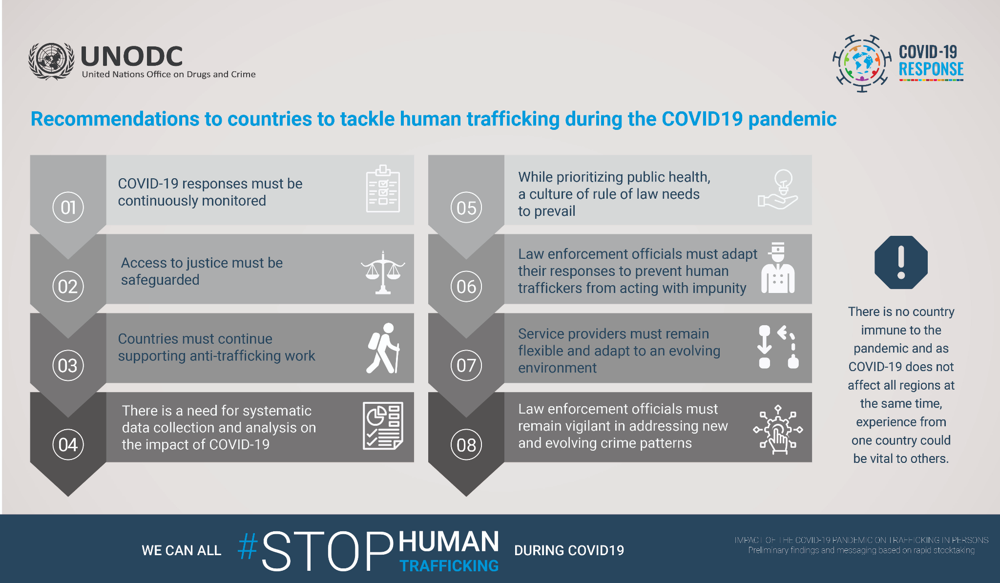 UNODC
United Nations Office on Drugs and Crime
COVID-19
RESPONSE
Recommendations to countries to tackle human trafficking during the COVID19 pandemic
01
COVID-19 responses must be
continuously monitored
02
Access to justice must be
safeguarded
03
Countries must continue
supporting anti-trafficking work
04
There is a need for systematic
data collection and analysis on
the impact of COVID-19
05
While prioritizing public health,
a culture of rule of law needs
to prevail
06
Law enforcement officials must adapt
their responses to prevent human
traffickers from acting with impunity
07
Service providers must remain
flexible and adapt to an evolving
environment
08
Law enforcement officials must
remain vigilant in addressing new
and evolving crime patterns
!
There is no country
immune to the
pandemic and as
COVID-19 does not
affect all regions at
the same time,
experience from
one country could
be vital to others.
WE CAN ALL #STOP HUMAN TRAFFICKING DURING COVID19
IMPACT OF THE COVID-19 PANDEMIC ON TRAFFICKING IN PERSONS
Preliminary findings and messaging based on rapid stocktaking